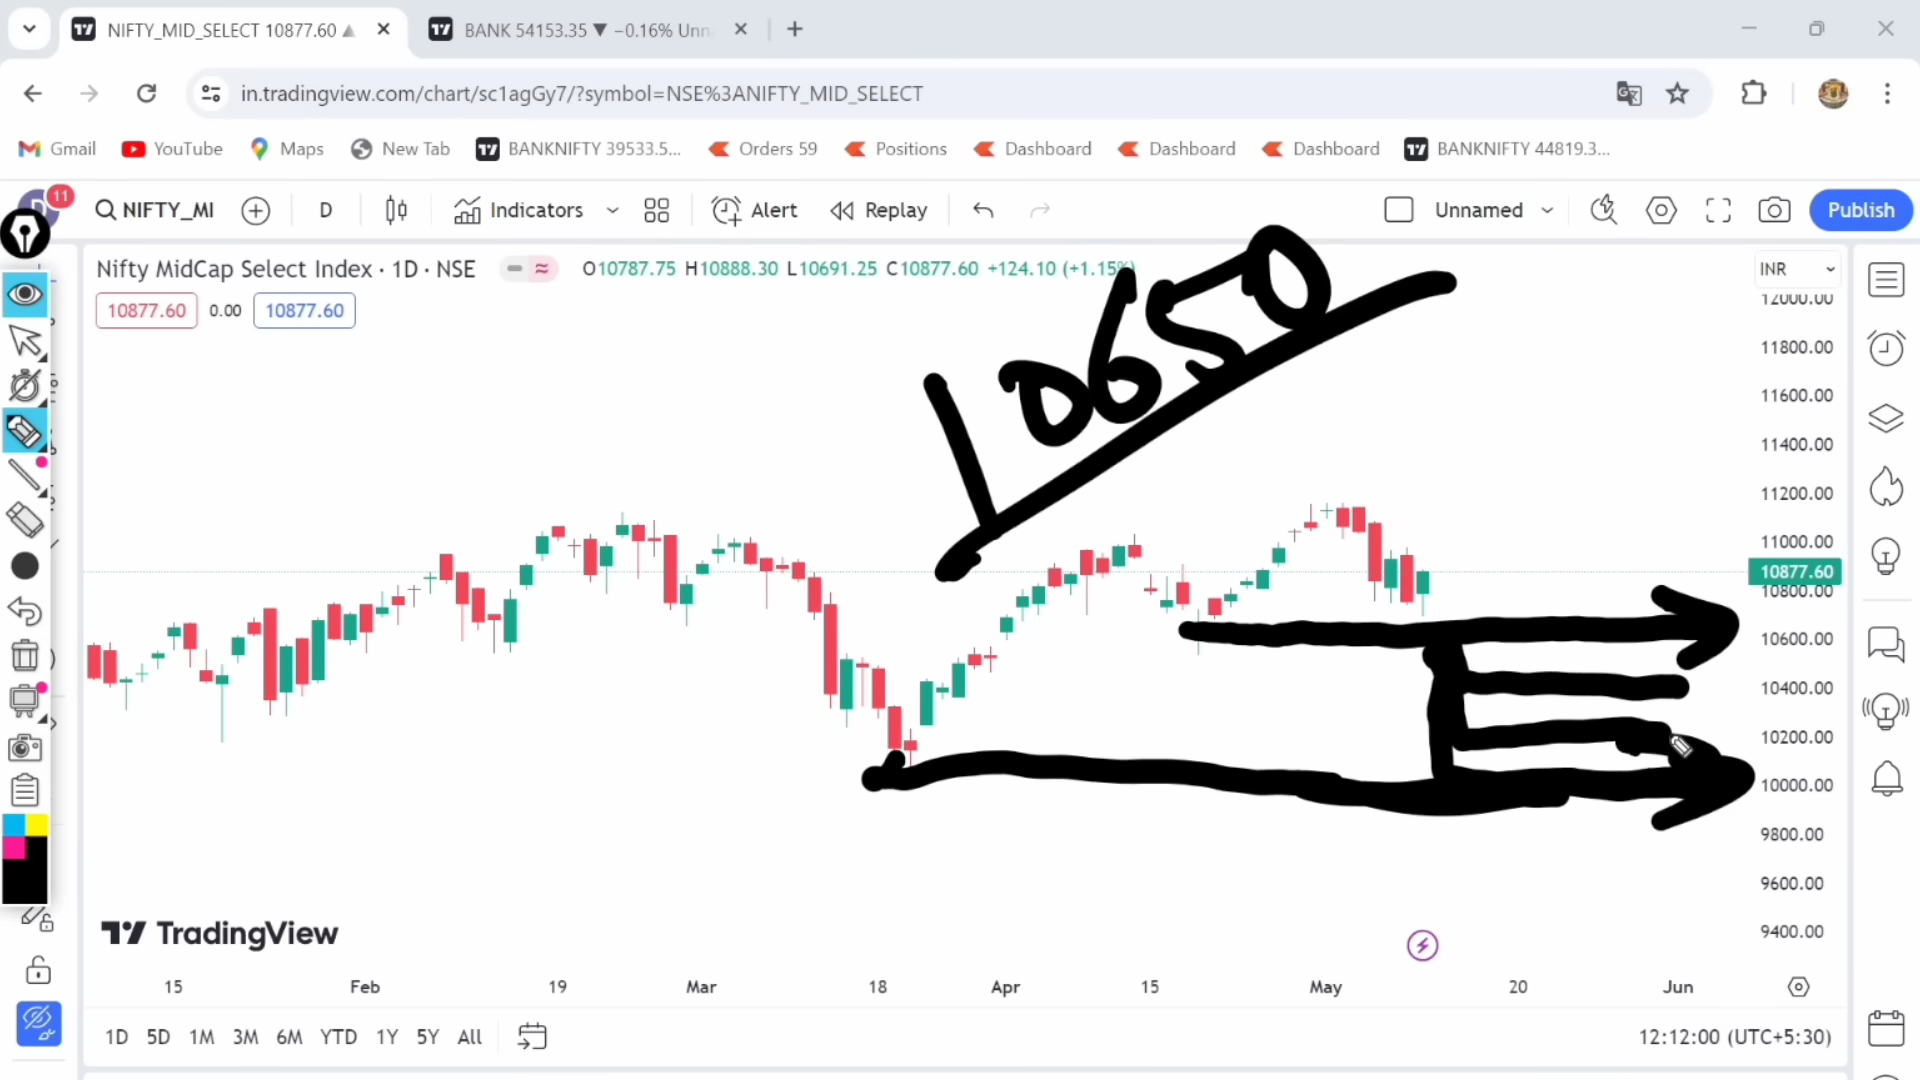 NIFTY_MID_SELECT 10877.60
BANK 54153.35 ▼ −0.16% Unn
in.tradingview.com/chart/sc1agGy7/?symbol=NSE%3ANIFTY_MID_SELECT
Gmail YouTube Maps New Tab BANKNIFTY 39533.5... Orders 59 Positions Dashboard Dashboard Dashboard BANKNIFTY 44819.3...
11
NIFTY_MI D Indicators Alert Replay Unnamed Publish
Nifty MidCap Select Index · 1D · NSE O10787.75 H10888.30 L10691.25 C10877.60 +124.10 (+1.15%)
INR
10877.60 0.00 10877.60
10650
12000.00
11800.00
11600.00
11400.00
11200.00
11000.00
10877.60
10800.00
10600.00
10400.00
10200.00
10000.00
9800.00
9600.00
9400.00
TradingView
15 Feb 19 Mar 18 Apr 15 May 20 Jun
1D 5D 1M 3M 6M YTD 1Y 5Y All
12:12:00 (UTC+5:30)